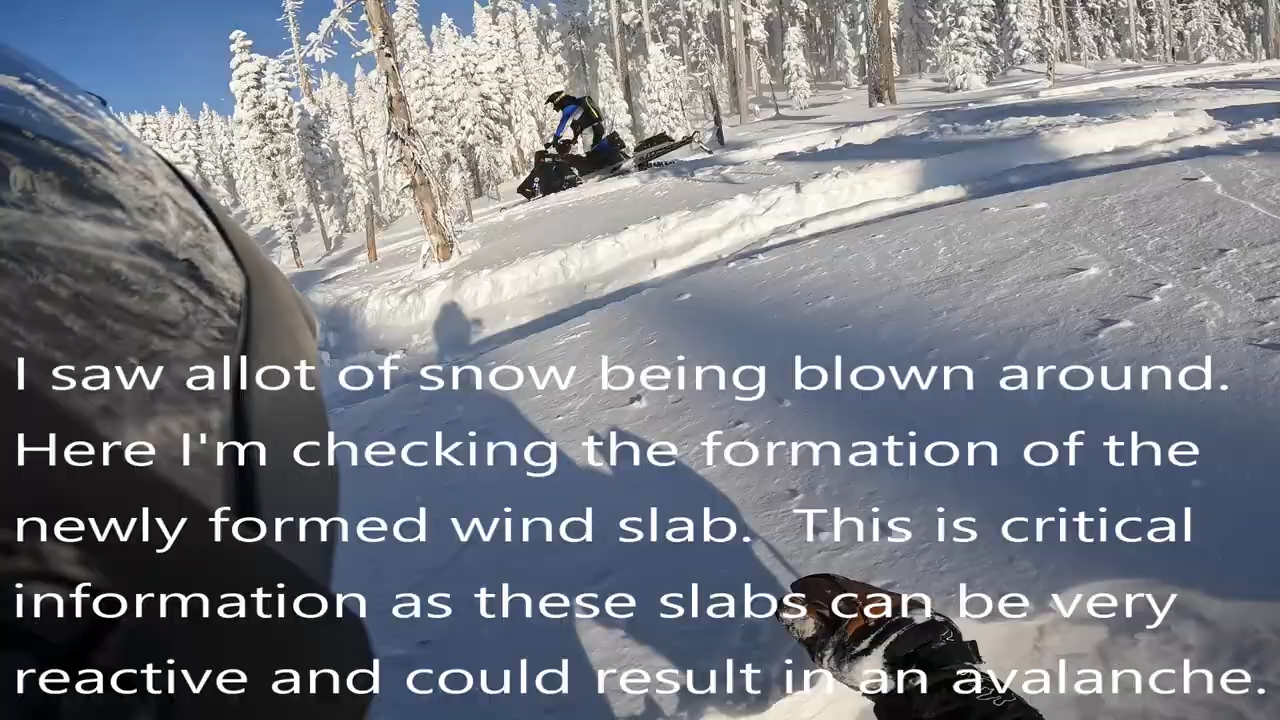 I saw allot of snow being blown around.
Here I'm checking the formation of the
newly formed wind slab.  This is critical
information as these slabs can be very
reactive and could result in an avalanche.